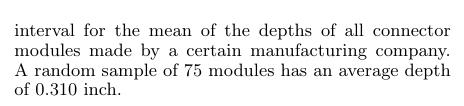 interval for the mean of the depths of all connector
modules made by a certain manufacturing company.
A random sample of 75 modules has an average depth
of 0.310 inch.